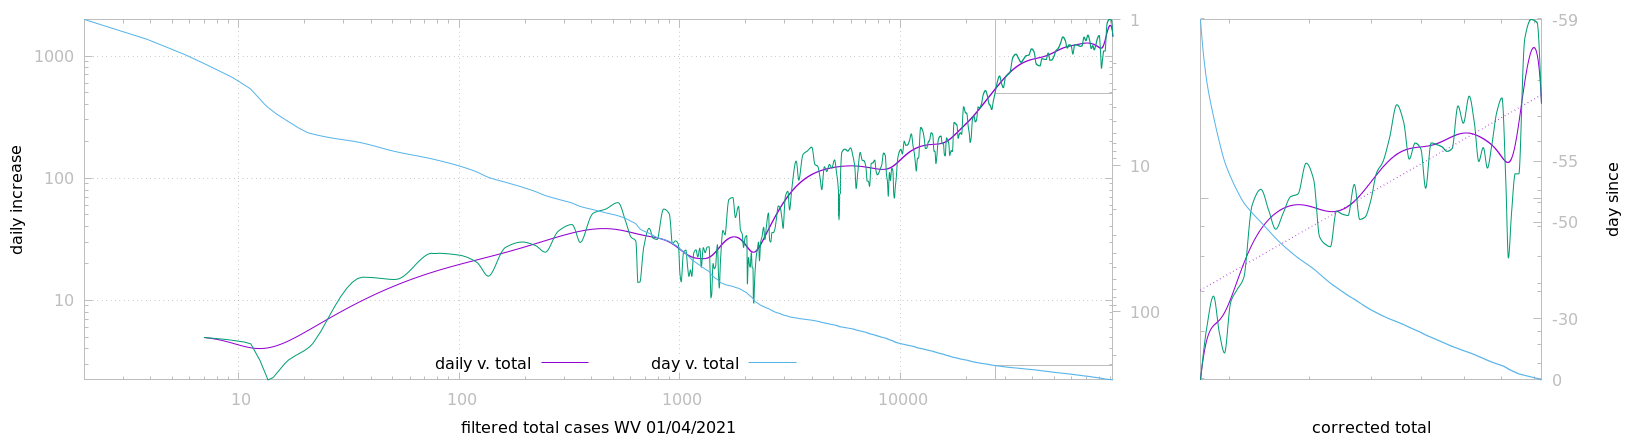 daily increase
1000
100
10
10
100
1000
10000
filtered total cases WV 01/04/2021
daily v. total
day v. total
1
10
100
-59
-55
-50
-30
0
day since
corrected total